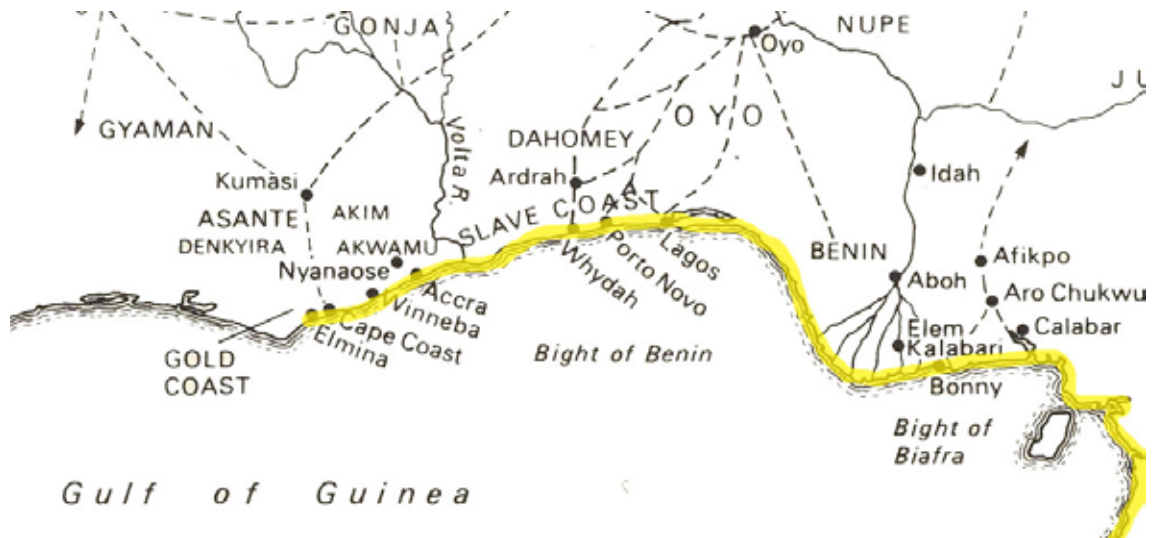 GONJA
NUPE
Oyo
JU
GYAMAN
Volta R.
DAHOMEY
OYO
Kumasi
Ardrah
Idah
ASANTE
AKIM
SLAVE COAST
DENKYIRA
AKWAMU
BENIN
Nyanaose
Whydah
Porto Novo
Lagos
Afikpo
Accra
Aboh
Winneba
Aro Chukwu
Cape Coast
Elem
Kalabari
Calabar
Elmina
GOLD
COAST
Bight of Benin
Bonny
Bight of
Biafra
Gulf of Guinea